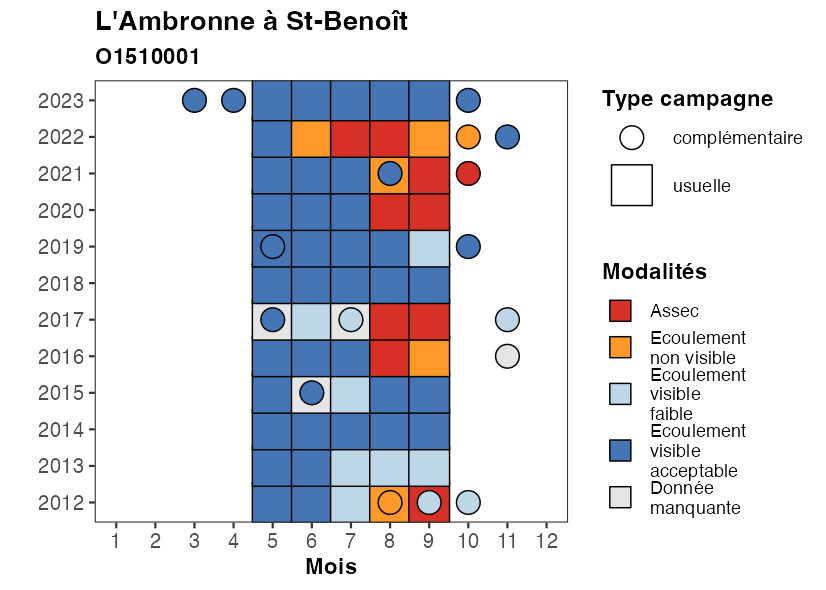 L'Ambronne à St-Benoît
O1510001
2023
2022
2021
2020
2019
2018
2017
2016
2015
2014
2013
2012
1 2 3 4 5 6 7 8 9 10 11 12
Mois
Type campagne
complémentaire
usuelle
Modalités
Assec
Ecoulement
non visible
Ecoulement
visible
faible
Ecoulement
visible
acceptable
Donnée
manquante